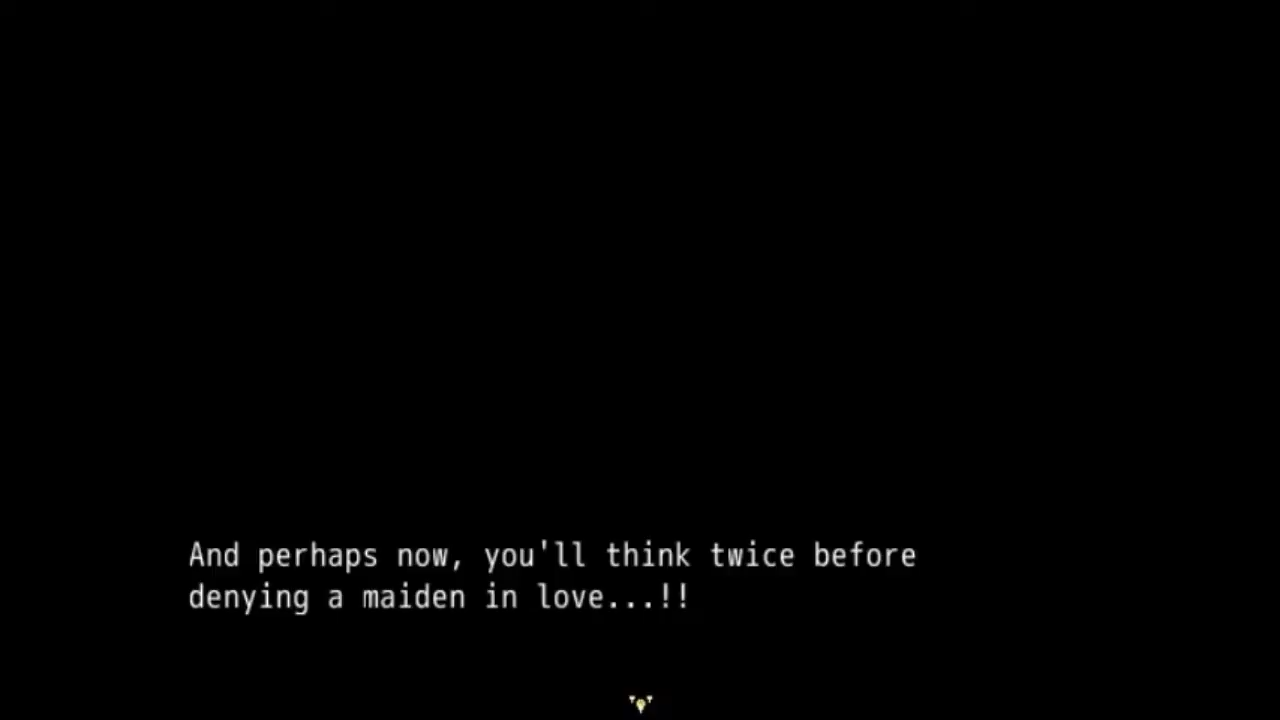 And perhaps now, you'll think twice before
denying a maiden in love...!!